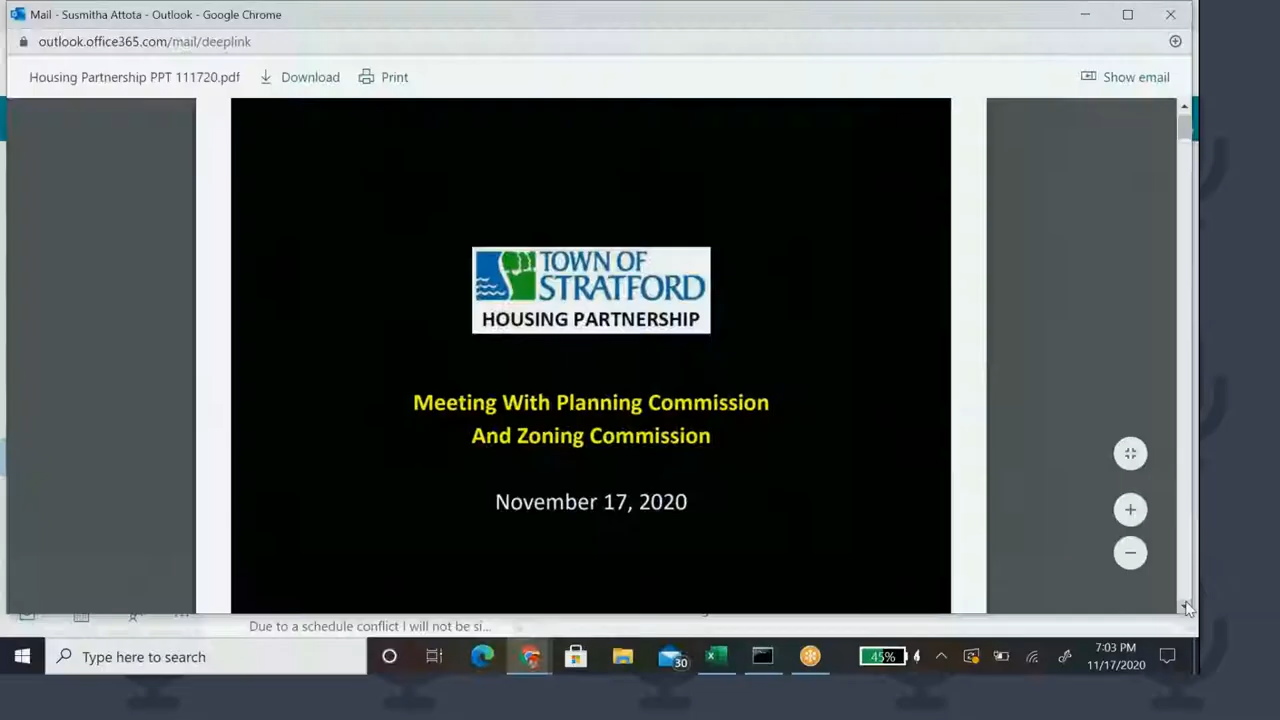 Mail - Susmitha Attota - Outlook - Google Chrome
outlook.office365.com/mail/deeplink
Housing Partnership PPT 111720.pdf Download Print Show email
TOWN OF
STRATFORD
HOUSING PARTNERSHIP
Meeting With Planning Commission
And Zoning Commission
November 17, 2020
Due to a schedule conflict I will not be si...
Type here to search 30 45% 7:03 PM
11/17/2020